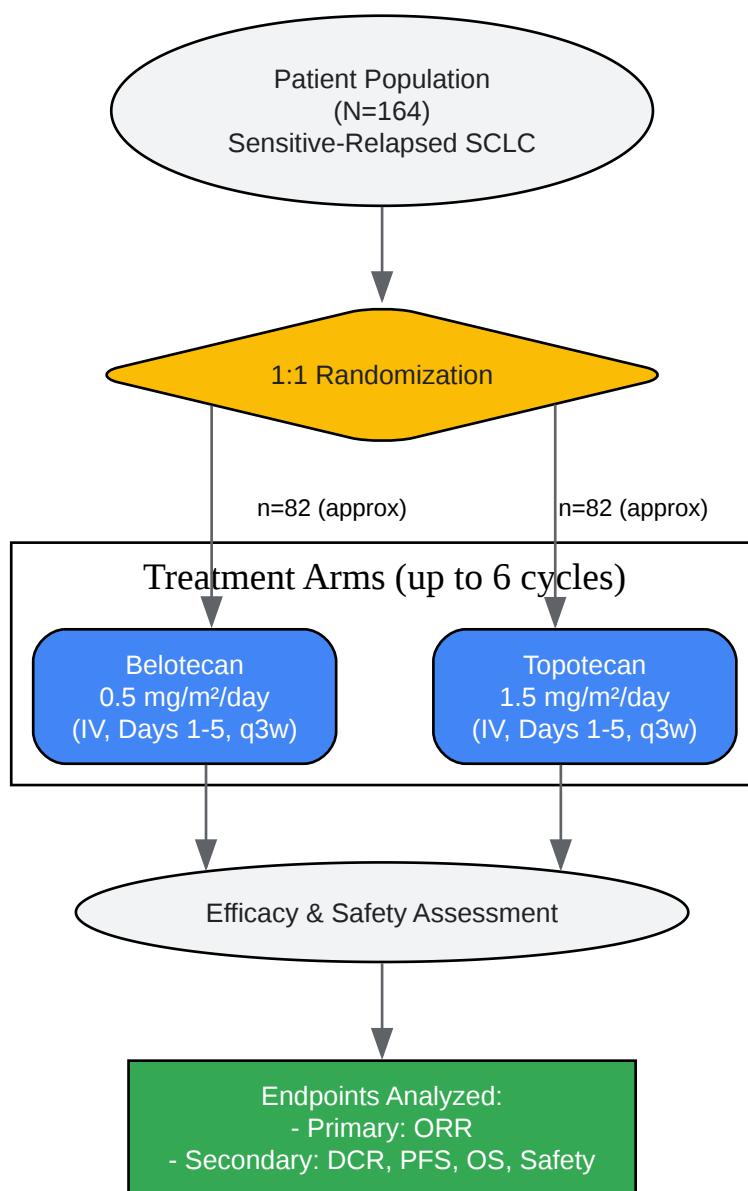 Patient Population
(N=164)
Sensitive-Relapsed SCLC
1:1 Randomization
n=82 (approx)
n=82 (approx)
Treatment Arms (up to 6 cycles)
Belotecan
0.5 mg/m²/day
(IV, Days 1-5, q3w)
Topotecan
1.5 mg/m²/day
(IV, Days 1-5, q3w)
Efficacy & Safety Assessment
Endpoints Analyzed:
- Primary: ORR
- Secondary: DCR, PFS, OS, Safety